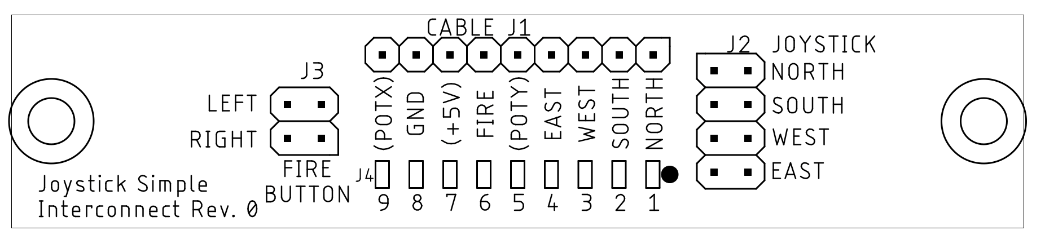 CABLE J1
J2 JOYSTICK
NORTH
SOUTH
WEST
EAST
J3
LEFT
RIGHT
FIRE
BUTTON
(POTX)
GND
(+5V)
FIRE
(POTY)
EAST
WEST
SOUTH
NORTH
J4
9 8 7 6 5 4 3 2 1
Joystick Simple
Interconnect Rev. 0